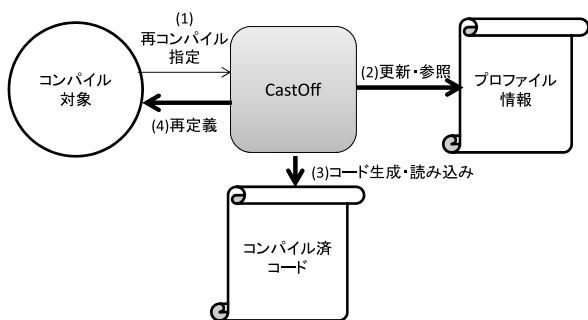 (1)
再コンパイル
指定
コンパイル
対象
CastOff
(2)更新・参照
プロファイル
情報
(4)再定義
(3)コード生成・読み込み
コンパイル済
コード